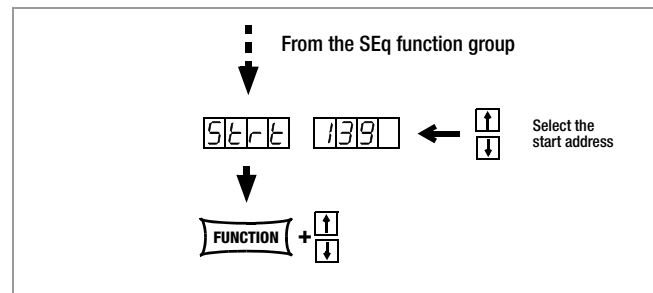 From the SEq function group
Strt 139
Select the
start address
FUNCTION +